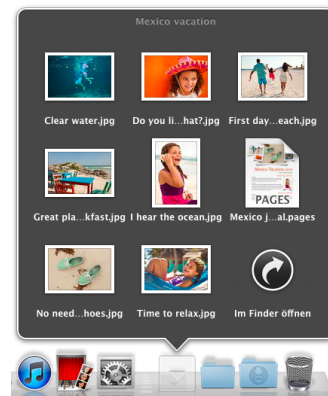 Mexico vacation
Clear water.jpg
Do you li...hat?.jpg
First day...each.jpg
Great pla...kfast.jpg
I hear the ocean.jpg
PAGES
Mexico j...al.pages
No need...hoes.jpg
Time to relax.jpg
Im Finder öffnen